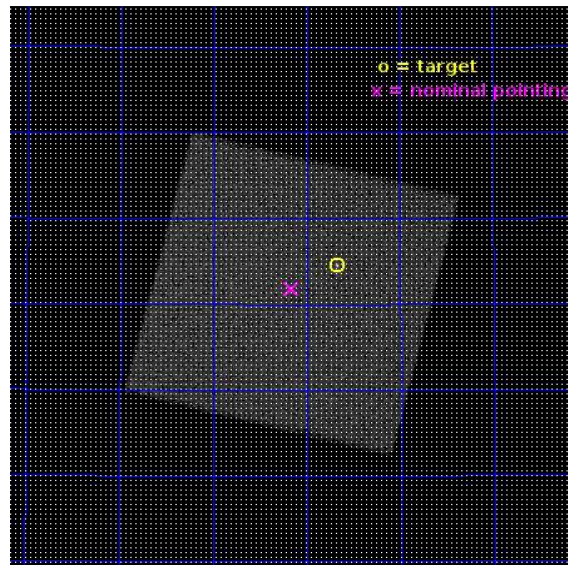 o = target
x = nominal pointing